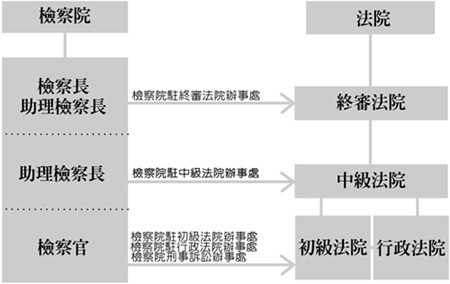 檢察院
法院
檢察長
助理檢察長
檢察院駐終審法院辦事處
終審法院
助理檢察長
檢察院駐中級法院辦事處
中級法院
檢察官
檢察院駐初級法院辦事處
檢察院駐行政法院辦事處
檢察院刑事訴訟辦事處
初級法院
行政法院